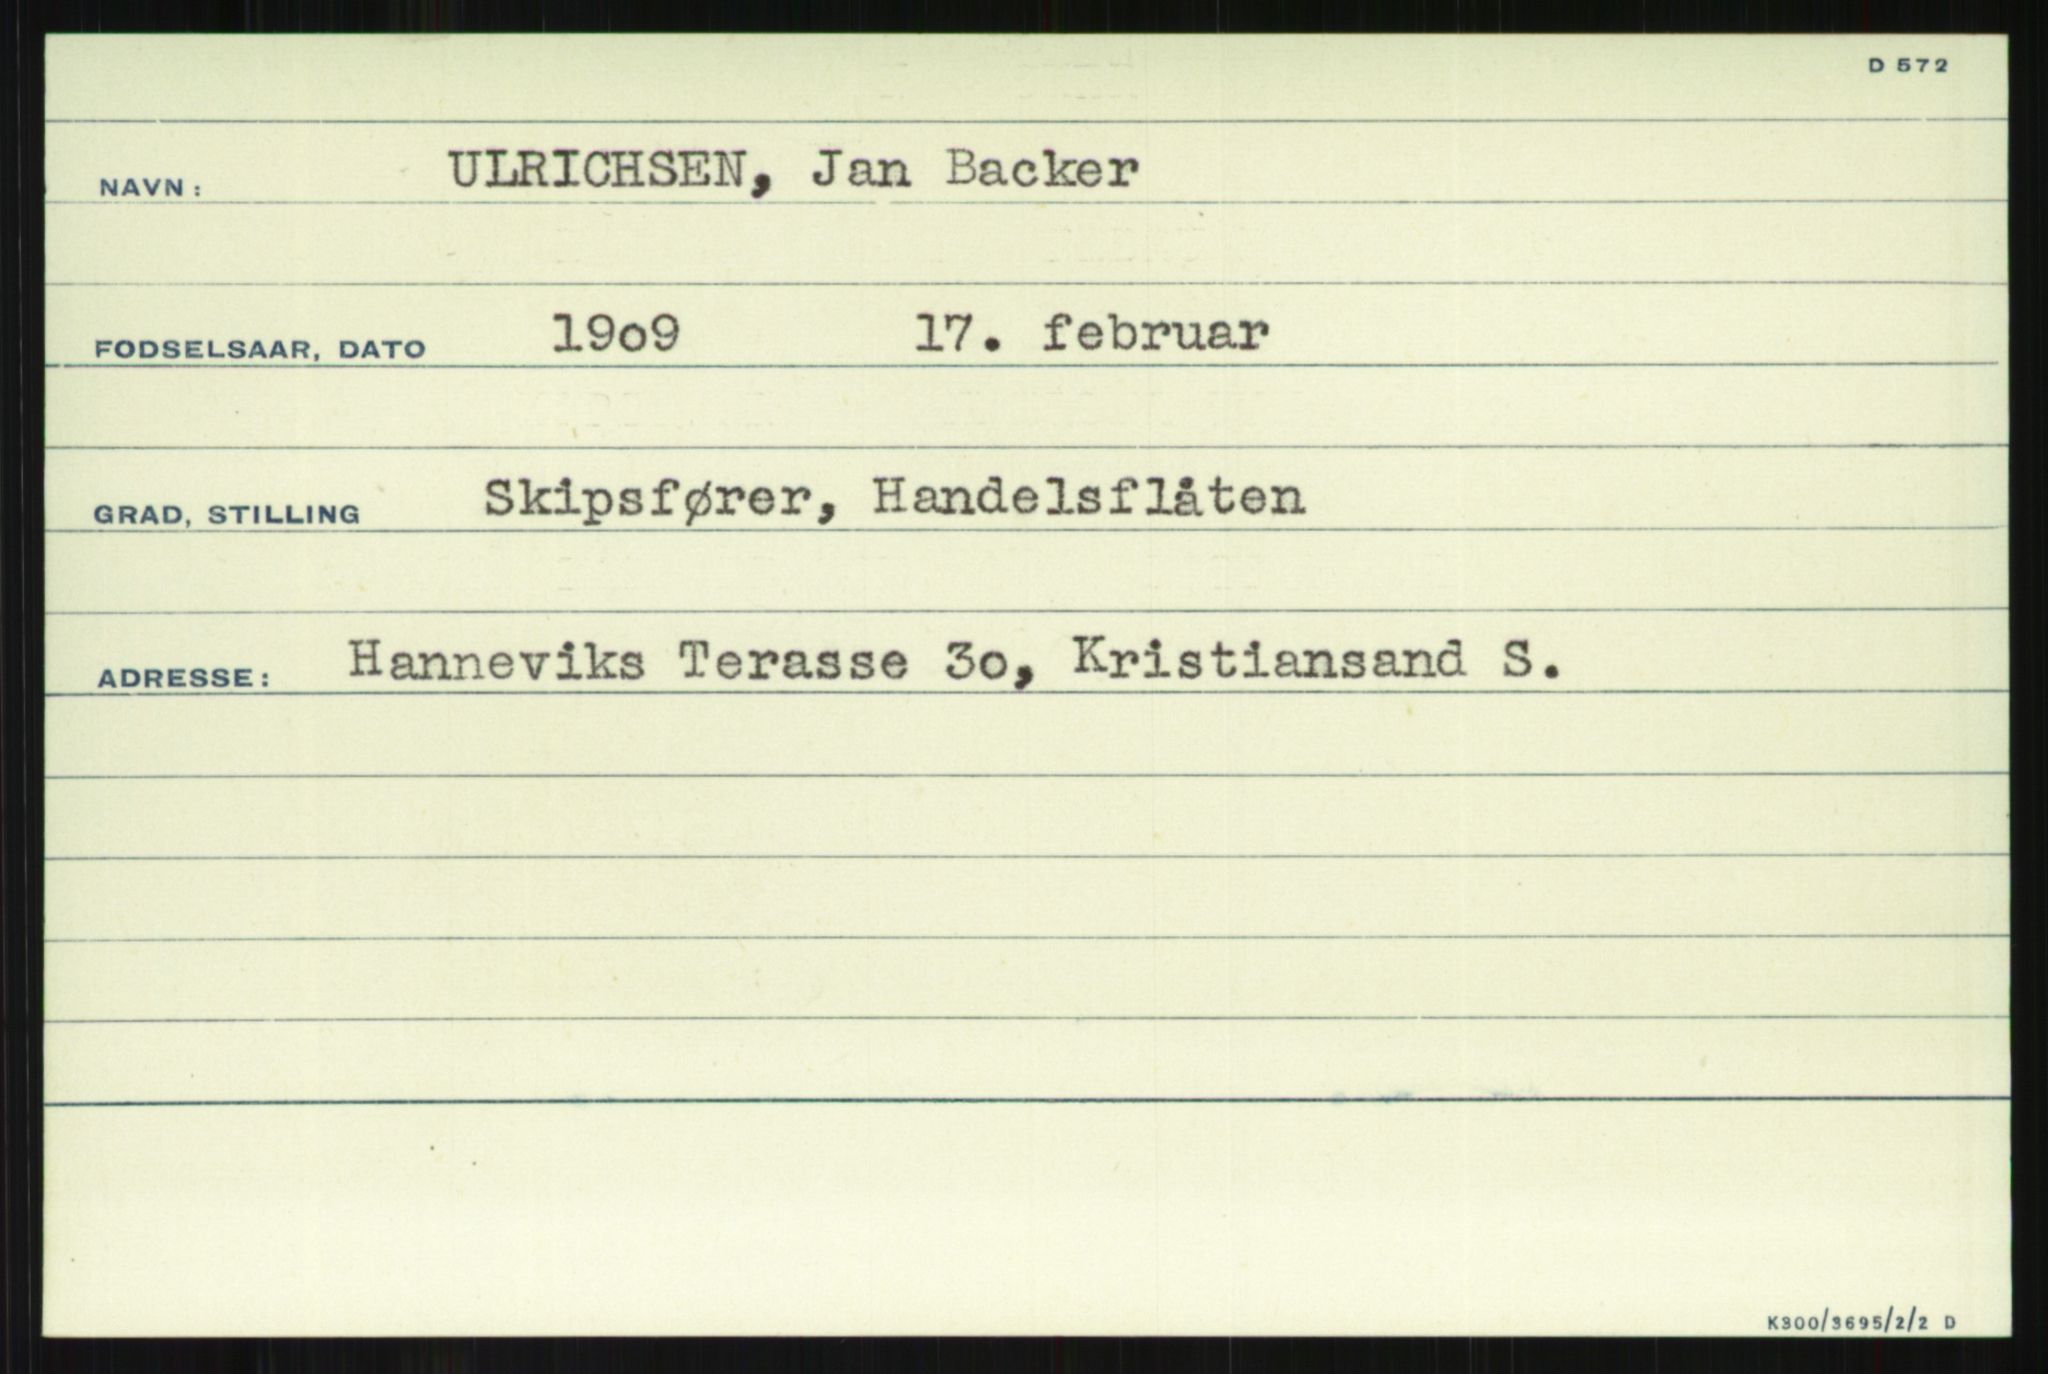 D 572
NAVN: ULRICHSEN, Jan Backer
FODSELSAAR, DATO 19o9 17. februar
GRAD, STILLING Skipsfører, Handelsflåten
ADRESSE: Hanneviks Terasse 3o, Kristiansand S.
K300/3695/2/2 D